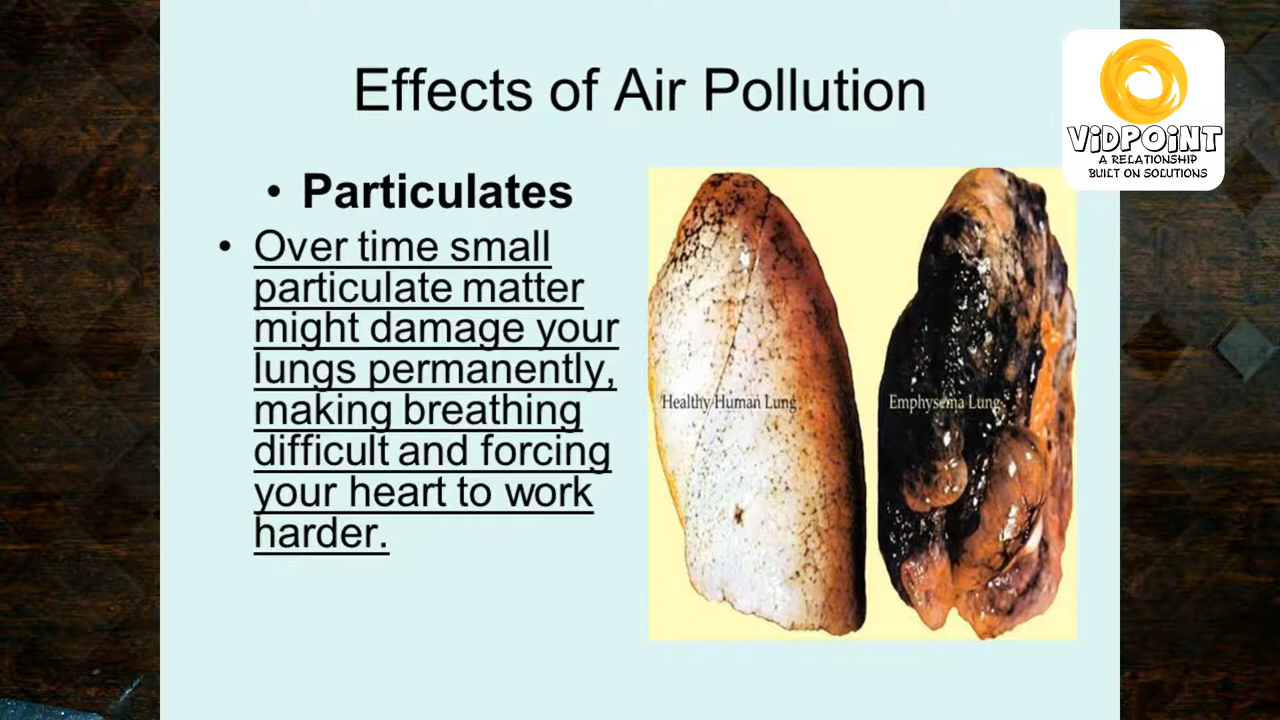 Effects of Air Pollution
ViDPOiNT
A RELATIONSHIP
BUILT ON SOLUTIONS
• Particulates
• Over time small
particulate matter
might damage your
lungs permanently,
making breathing
difficult and forcing
your heart to work
harder.
Healthy Human Lung
Emphysema Lung